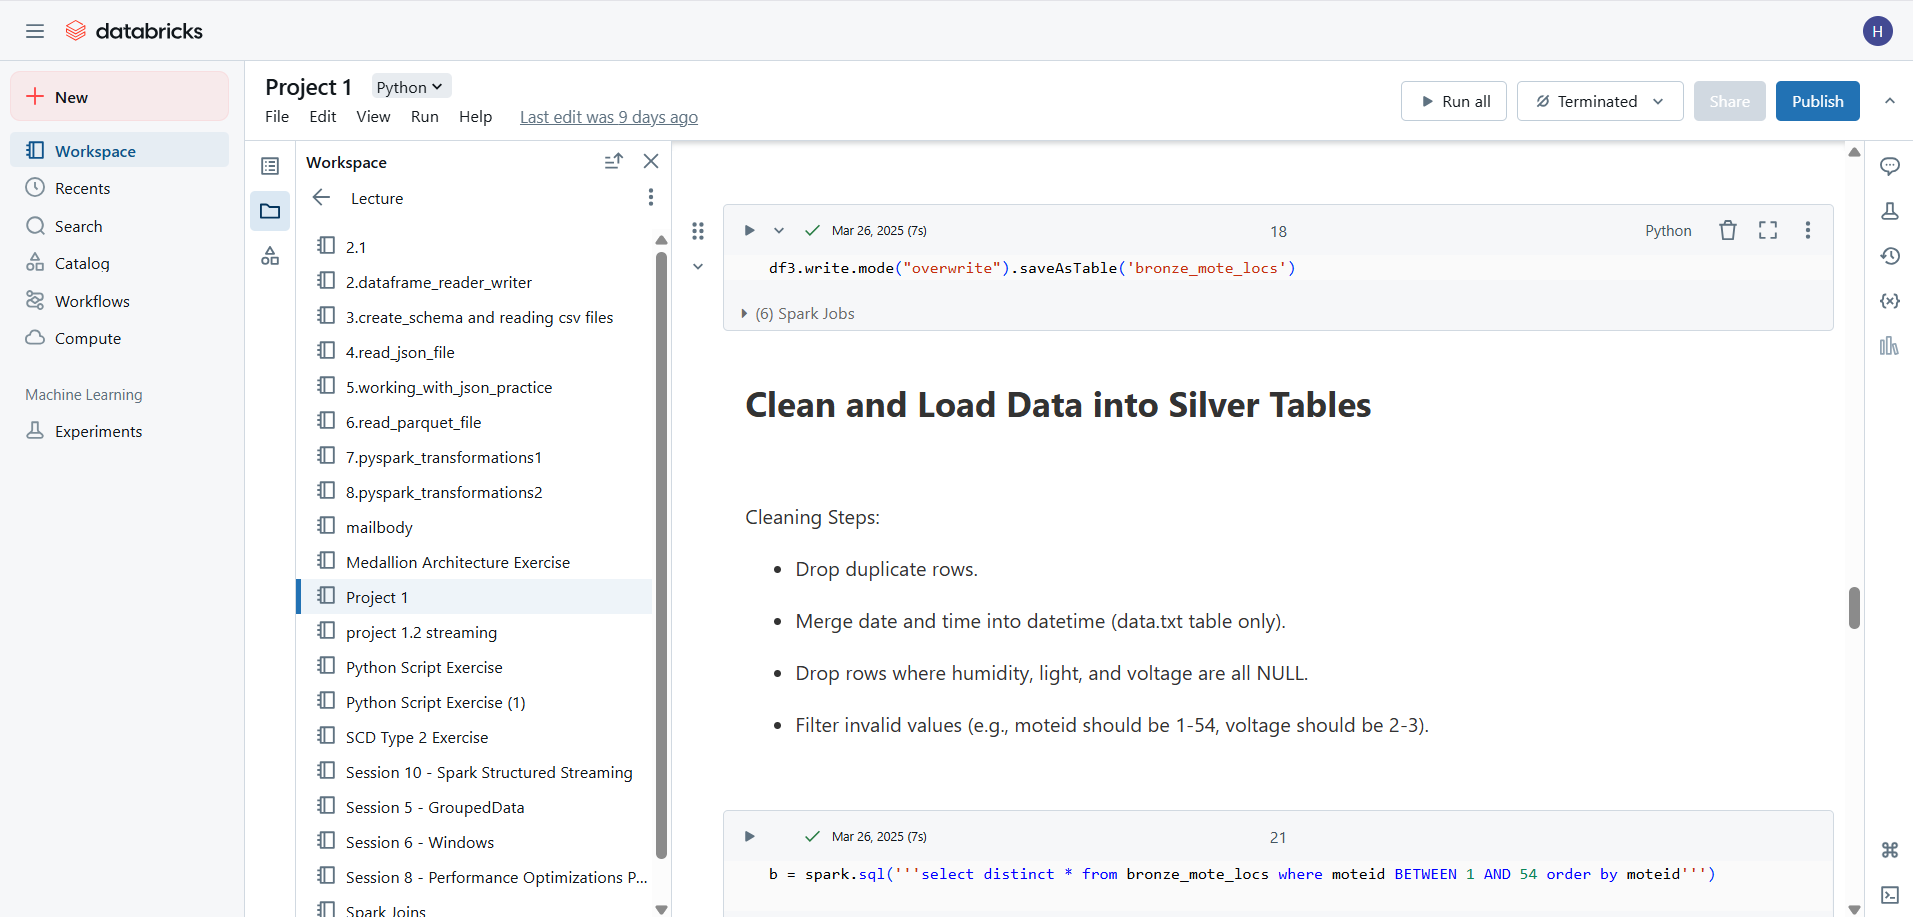 databricks
H
New
Workspace
Recents
Search
Catalog
Workflows
Compute
Machine Learning
Experiments
Project 1 Python
File Edit View Run Help Last edit was 9 days ago
Run all Terminated Share Publish
Workspace
Lecture
2.1
2.dataframe_reader_writer
3.create_schema and reading csv files
4.read_json_file
5.working_with_json_practice
6.read_parquet_file
7.pyspark_transformations1
8.pyspark_transformations2
mailbody
Medallion Architecture Exercise
Project 1
project 1.2 streaming
Python Script Exercise
Python Script Exercise (1)
SCD Type 2 Exercise
Session 10 - Spark Structured Streaming
Session 5 - GroupedData
Session 6 - Windows
Session 8 - Performance Optimizations P...
Spark Joins
Mar 26, 2025 (7s) 18 Python
df3.write.mode("overwrite").saveAsTable('bronze_mote_locs')
(6) Spark Jobs
Clean and Load Data into Silver Tables
Cleaning Steps:
• Drop duplicate rows.
• Merge date and time into datetime (data.txt table only).
• Drop rows where humidity, light, and voltage are all NULL.
• Filter invalid values (e.g., moteid should be 1-54, voltage should be 2-3).
Mar 26, 2025 (7s) 21
b = spark.sql('''select distinct * from bronze_mote_locs where moteid BETWEEN 1 AND 54 order by moteid''')